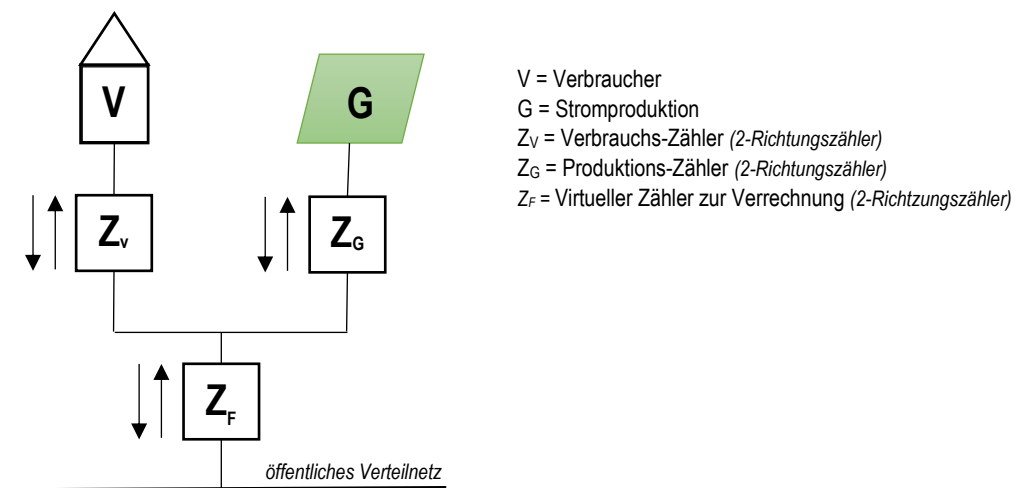 V
G
Zv
ZG
ZF
öffentliches Verteilnetz
V = Verbraucher
G = Stromproduktion
ZV = Verbrauchs-Zähler (2-Richtungszähler)
ZG = Produktions-Zähler (2-Richtungszähler)
ZF = Virtueller Zähler zur Verrechnung (2-Richtzungszähler)